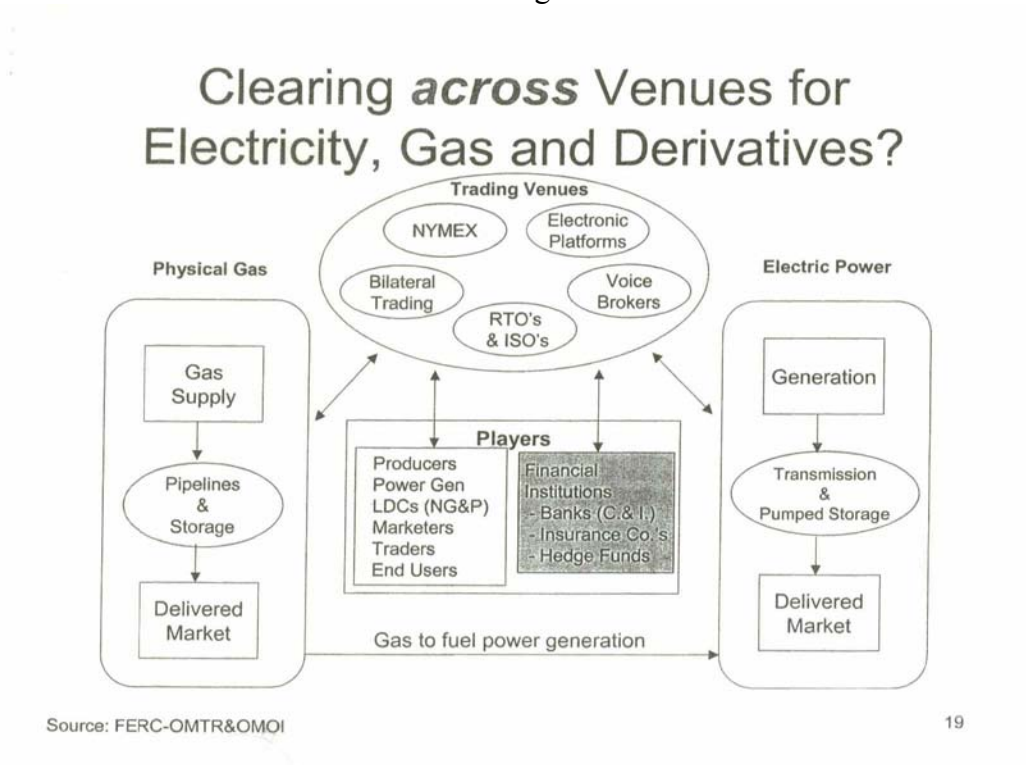 Clearing across Venues for
Electricity, Gas and Derivatives?
Trading Venues
NYMEX
Electronic
Platforms
Bilateral
Trading
Voice
Brokers
RTO's
& ISO's
Physical Gas
Gas
Supply
Pipelines
&
Storage
Delivered
Market
Players
Producers
Power Gen
LDCs (NG&P)
Marketers
Traders
End Users
Financial
Institutions
- Banks (C.& I.)
- Insurance Co.'s
- Hedge Funds
Electric Power
Generation
Transmission
&
Pumped Storage
Delivered
Market
Gas to fuel power generation
Source: FERC-OMTR&OMOI
19